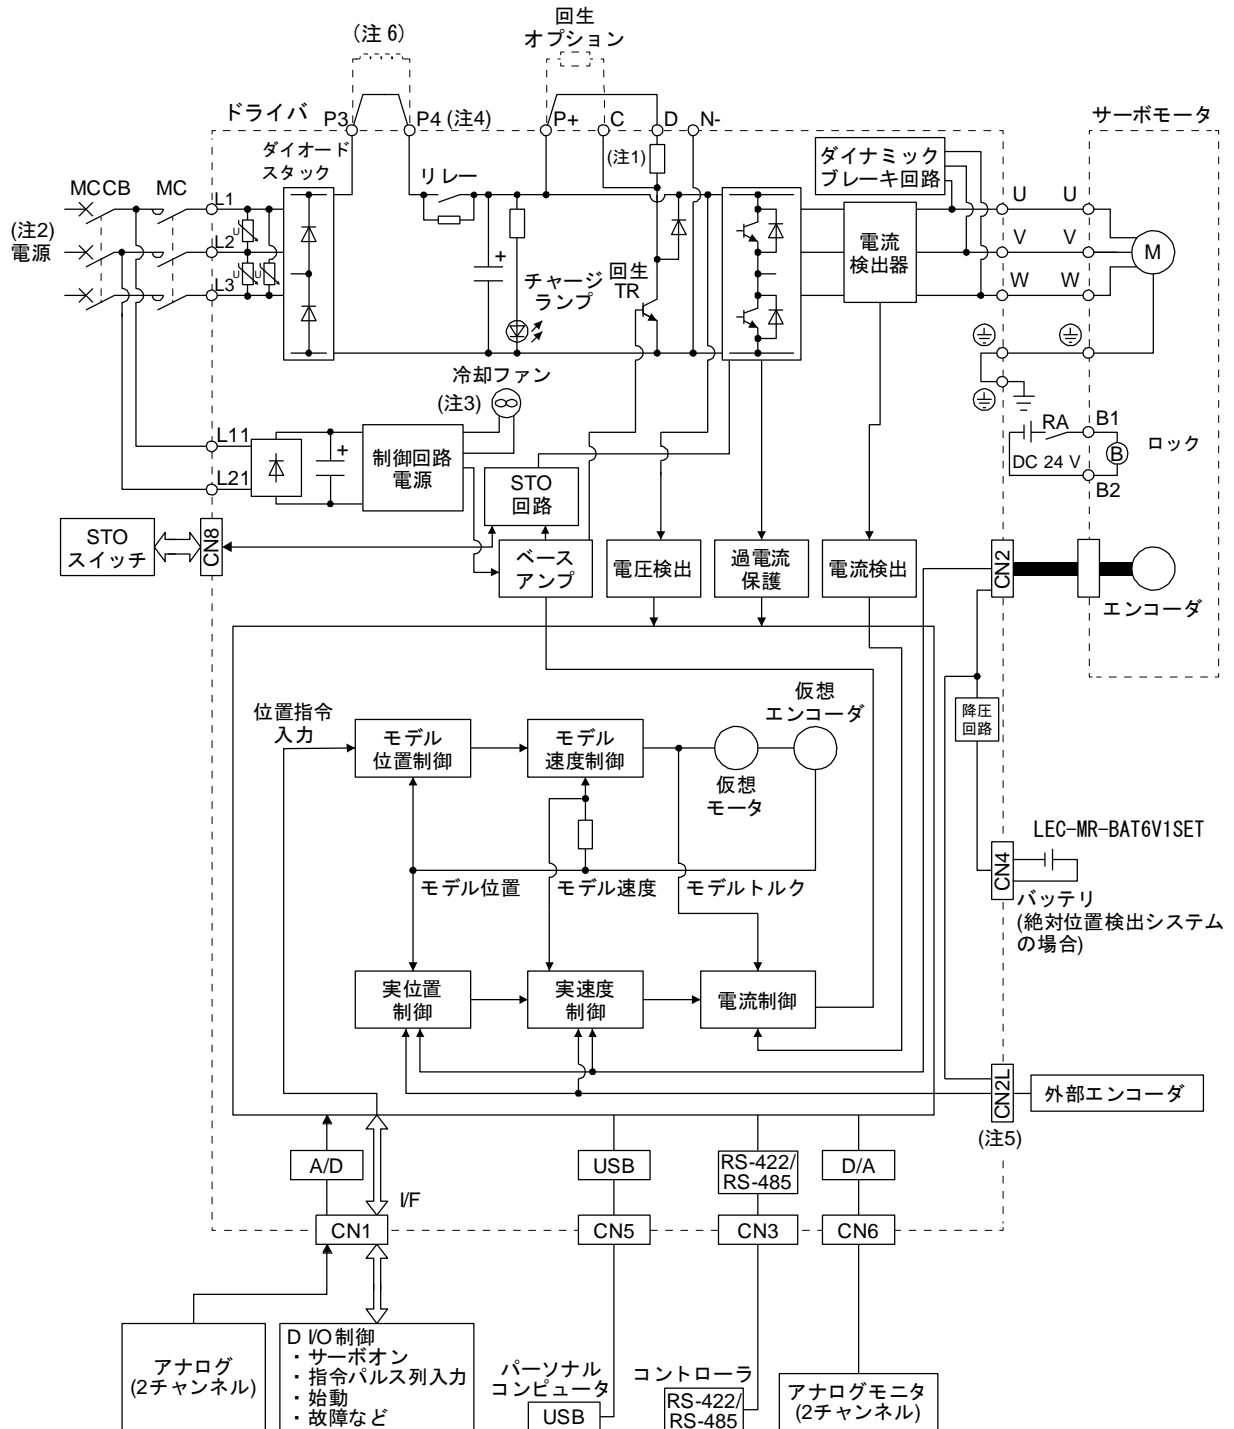 回生
オプション
(注 6)
ドライバ
P3
P4 (注4)
P+
C
D
N-
サーボモータ
ダイオード
スタック
リレー
(注1)
ダイナミック
ブレーキ回路
MCCB
MC
L1
U
U
(注2)
電源
L2
U
電流
検出器
V
V
M
L3
U
U
チャージ
ランプ
回生
TR
W
W
+
冷却ファン
(注3)
L11
+
制御回路
電源
RA
B1
ロック
DC 24 V
B
B2
L21
STO
回路
STO
スイッチ
CN8
ベース
アンプ
電圧検出
過電流
保護
電流検出
CN2
エンコーダ
位置指令
入力
仮想
エンコーダ
モデル
位置制御
モデル
速度制御
降圧
回路
仮想
モータ
LEC-MR-BAT6V1SET
CN4
モデル位置
モデル速度
モデルトルク
バッテリ
(絶対位置検出システム
の場合)
実位置
制御
実速度
制御
電流制御
CN2L
外部エンコーダ
(注5)
A/D
USB
RS-422/
RS-485
D/A
I/F
CN1
CN5
CN3
CN6
アナログ
(2チャンネル)
D I/O制御
・サーボオン
・指令パルス列入力
・始動
・故障など
パーソナル
コンピュータ
USB
コントローラ
RS-422/
RS-485
アナログモニタ
(2チャンネル)